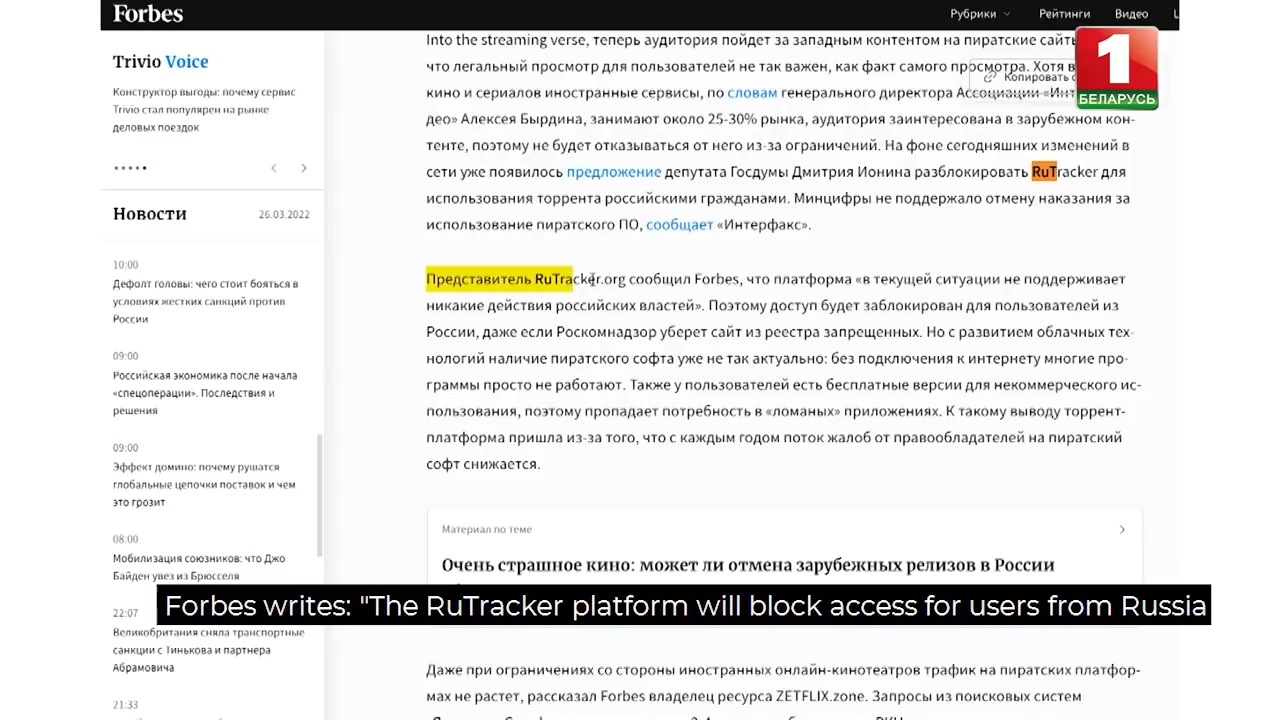 Forbes
Рубрики
Рейтинги
Видео
Trivio Voice
Конструктор выгоды: почему сервис
Trivio стал популярен на рынке
деловых поездок
Новости
26.03.2022
10:00
Дефолт головы: чего стоит бояться в
условиях жестких санкций против
России
09:00
Российская экономика после начала
«спецоперации». Последствия и
решения
09:00
Эффект домино: почему рушатся
глобальные цепочки поставок и чем
это грозит
08:00
Мобилизация союзников: что Джо
Байден увез из Брюсселя
22:07
Великобритания сняла транспортные
санкции с Тинькова и партнера
Абрамовича
21:33
Into the streaming verse, теперь аудитория пойдет за западным контентом на пиратские сайты
что легальный просмотр для пользователей не так важен, как факт самого просмотра. Хотя в
Копировать
кино и сериалов иностранные сервисы, по словам генерального директора Ассоциации «Инт
део» Алексея Бырдина, занимают около 25-30% рынка, аудитория заинтересована в зарубежном кон-
тенте, поэтому не будет отказываться от него из-за ограничений. На фоне сегодняшних изменений в
сети уже появилось предложение депутата Госдумы Дмитрия Ионина разблокировать RuTracker для
использования торрента российскими гражданами. Минцифры не поддержало отмену наказания за
использование пиратского ПО, сообщает «Интерфакс».
Представитель RuTracker.org сообщил Forbes, что платформа «в текущей ситуации не поддерживает
никакие действия российских властей». Поэтому доступ будет заблокирован для пользователей из
России, даже если Роскомнадзор уберет сайт из реестра запрещенных. Но с развитием облачных тех-
нологий наличие пиратского софта уже не так актуально: без подключения к интернету многие про-
граммы просто не работают. Также у пользователей есть бесплатные версии для некоммерческого ис-
пользования, поэтому пропадает потребность в «ломаных» приложениях. К такому выводу торрент-
платформа пришла из-за того, что с каждым годом поток жалоб от правообладателей на пиратский
софт снижается.
Материал по теме
Очень страшное кино: может ли отмена зарубежных релизов в России
Даже при ограничениях со стороны иностранных онлайн-кинотеатров трафик на пиратских платфор-
мах не растет, рассказал Forbes владелец ресурса ZETFLIX.zone. Запросы из поисковых систем
1
БЕЛАРУСЬ
Forbes writes: "The RuTracker platform will block access for users from Russia